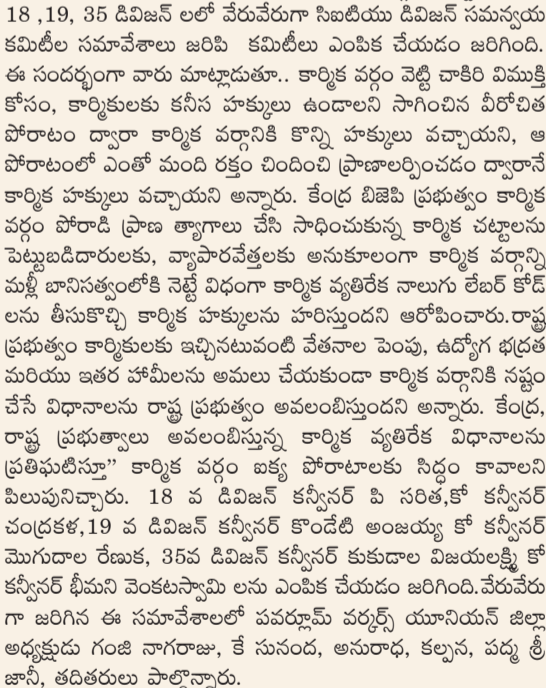 18 ,19, 35 డివిజన్ లలో వేరువేరుగా సిఐటియు డివిజన్ సమన్వయ
కమిటీల సమావేశాలు జరిపి కమిటీలు ఎంపిక చేయడం జరిగింది.
ఈ సందర్భంగా వారు మాట్లాడుతూ.. కార్మిక వర్గం వెట్టి చాకిరి విముక్తి
కోసం, కార్మికులకు కనీస హక్కులు ఉండాలని సాగించిన వీరోచిత
పోరాటం ద్వారా కార్మిక వర్గానికి కొన్ని హక్కులు వచ్చాయని, ఆ
పోరాటంలో ఎంతో మంది రక్తం చిందించి ప్రాణాలర్పించడం ద్వారానే
కార్మిక హక్కులు వచ్చాయని అన్నారు. కేంద్ర బిజెపి ప్రభుత్వం కార్మిక
వర్గం పోరాడి ప్రాణ త్యాగాలు చేసి సాధించుకున్న కార్మిక చట్టాలను
పెట్టుబడిదారులకు, వ్యాపారవేత్తలకు అనుకూలంగా కార్మిక వర్గాన్ని
మళ్లీ బానిసత్వంలోకి నెట్టే విధంగా కార్మిక వ్యతిరేక నాలుగు లేబర్ కోడ్
లను తీసుకొచ్చి కార్మిక హక్కులను హరిస్తుందని ఆరోపించారు.రాష్ట్ర
ప్రభుత్వం కార్మికులకు ఇచ్చినటువంటి వేతనాల పెంపు, ఉద్యోగ భద్రత
మరియు ఇతర హామీలను అమలు చేయకుండా కార్మిక వర్గానికి నష్టం
చేసే విధానాలను రాష్ట్ర ప్రభుత్వం అవలంబిస్తుందని అన్నారు. కేంద్ర,
రాష్ట్ర ప్రభుత్వాలు అవలంబిస్తున్న కార్మిక వ్యతిరేక విధానాలను
ప్రతిఘటిస్తూ” కార్మిక వర్గం ఐక్య పోరాటాలకు సిద్ధం కావాలని
పిలుపునిచ్చారు. 18 వ డివిజన్ కన్వీనర్ పి సరిత,కో కన్వీనర్
చంద్రకళ,19 వ డివిజన్ కన్వీనర్ కొండేటి అంజయ్య కో కన్వీనర్
మొగుదాల రేణుక, 35వ డివిజన్ కన్వీనర్ కుకుడాల విజయలక్ష్మి కో
కన్వీనర్ భీమని వెంకటస్వామి లను ఎంపిక చేయడం జరిగింది.వేరువేరు
గా జరిగిన ఈ సమావేశాలలో పవర్లూమ్ వర్కర్స్ యూనియన్ జిల్లా
అధ్యక్షుడు గంజి నాగరాజు, కే సునంద, అనురాధ, కల్పన, పద్మ శ్రీ
జానీ, తదితరులు పాల్గొన్నారు.